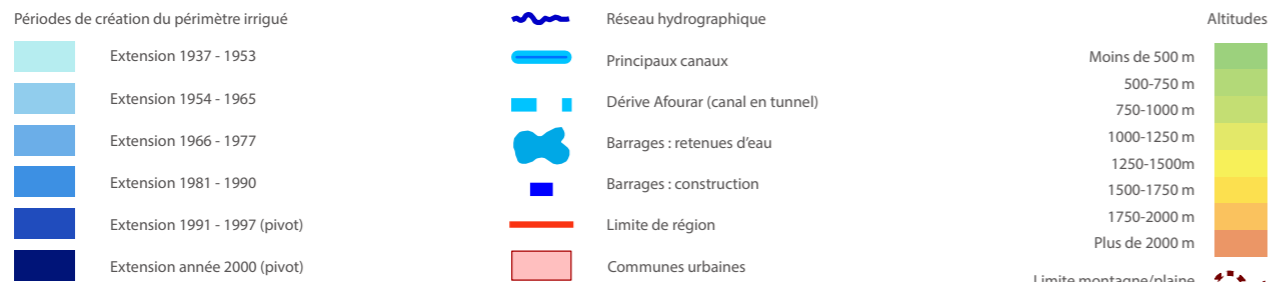 Périodes de création du périmètre irrigué
Extension 1937 - 1953
Extension 1954 - 1965
Extension 1966 - 1977
Extension 1981 - 1990
Extension 1991 - 1997 (pivot)
Extension année 2000 (pivot)
Réseau hydrographique
Principaux canaux
Dérive Afourar (canal en tunnel)
Barrages : retenues d'eau
Barrages : construction
Limite de région
Communes urbaines
Altitudes
Moins de 500 m
500-750 m
750-1000 m
1000-1250 m
1250-1500m
1500-1750 m
1750-2000 m
Plus de 2000 m
Limite montagne/plaine